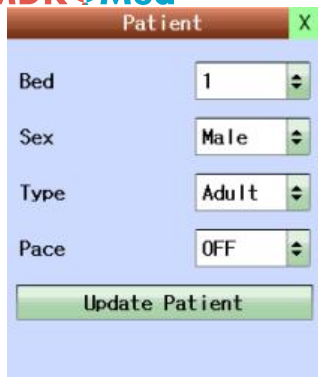 Patient X
Bed 1
Sex Male
Type Adult
Pace OFF
Update Patient